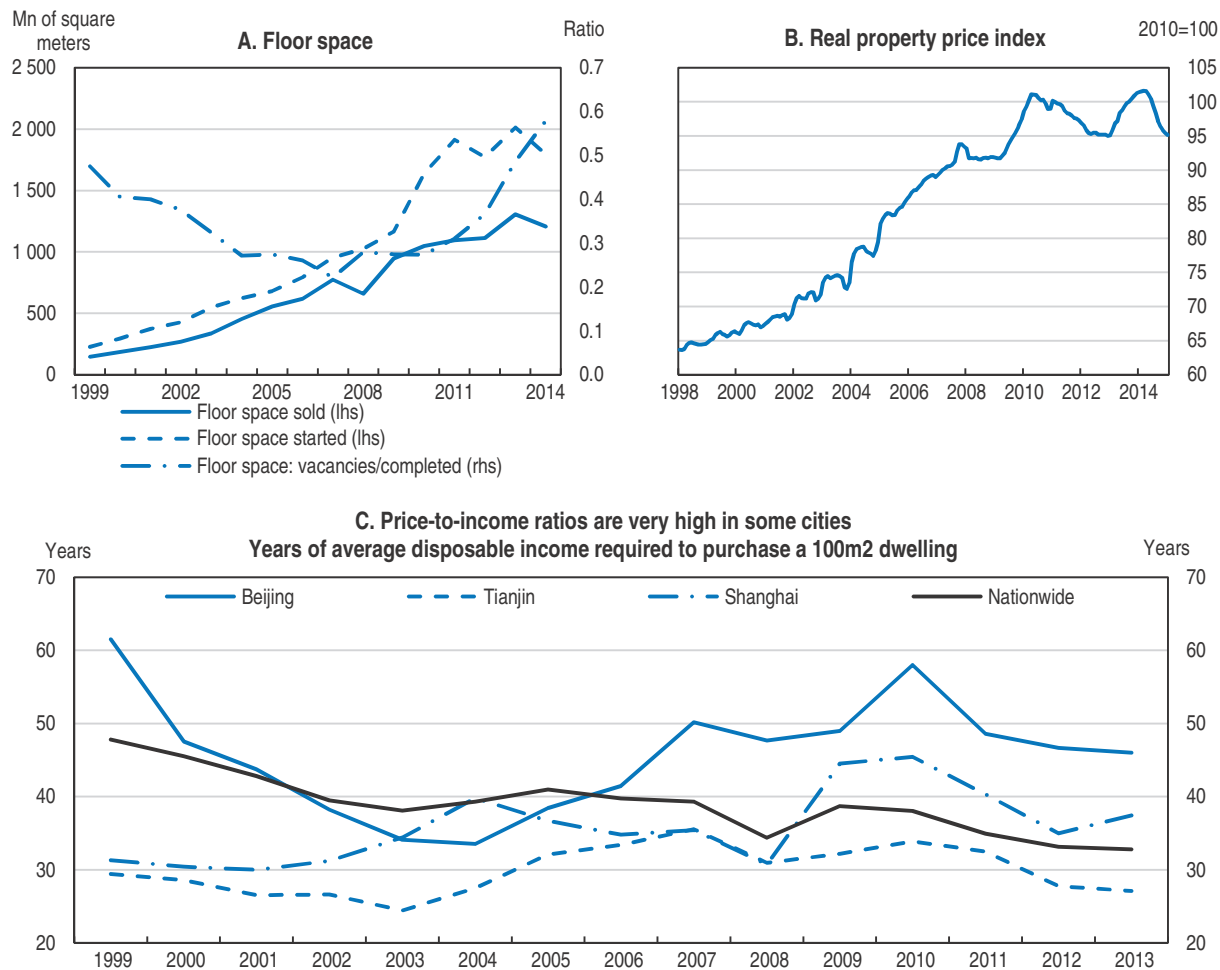 A. Floor space
Mn of square
meters
Ratio
2 500
2 000
1 500
1 000
500
0
0.7
0.6
0.5
0.4
0.3
0.2
0.1
0.0
1999 2002 2005 2008 2011 2014
Floor space sold (lhs)
Floor space started (lhs)
Floor space: vacancies/completed (rhs)
B. Real property price index
2010=100
105
100
95
90
85
80
75
70
65
60
1998 2000 2002 2004 2006 2008 2010 2012 2014
C. Price-to-income ratios are very high in some cities
Years of average disposable income required to purchase a 100m2 dwelling
Years
Years
Beijing Tianjin Shanghai Nationwide
70
60
50
40
30
20
70
60
50
40
30
20
1999 2000 2001 2002 2003 2004 2005 2006 2007 2008 2009 2010 2011 2012 2013